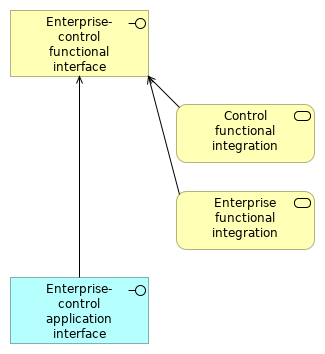 Enterprise-
control
functional
interface
Control
functional
integration
Enterprise
functional
integration
Enterprise-
control
application
interface